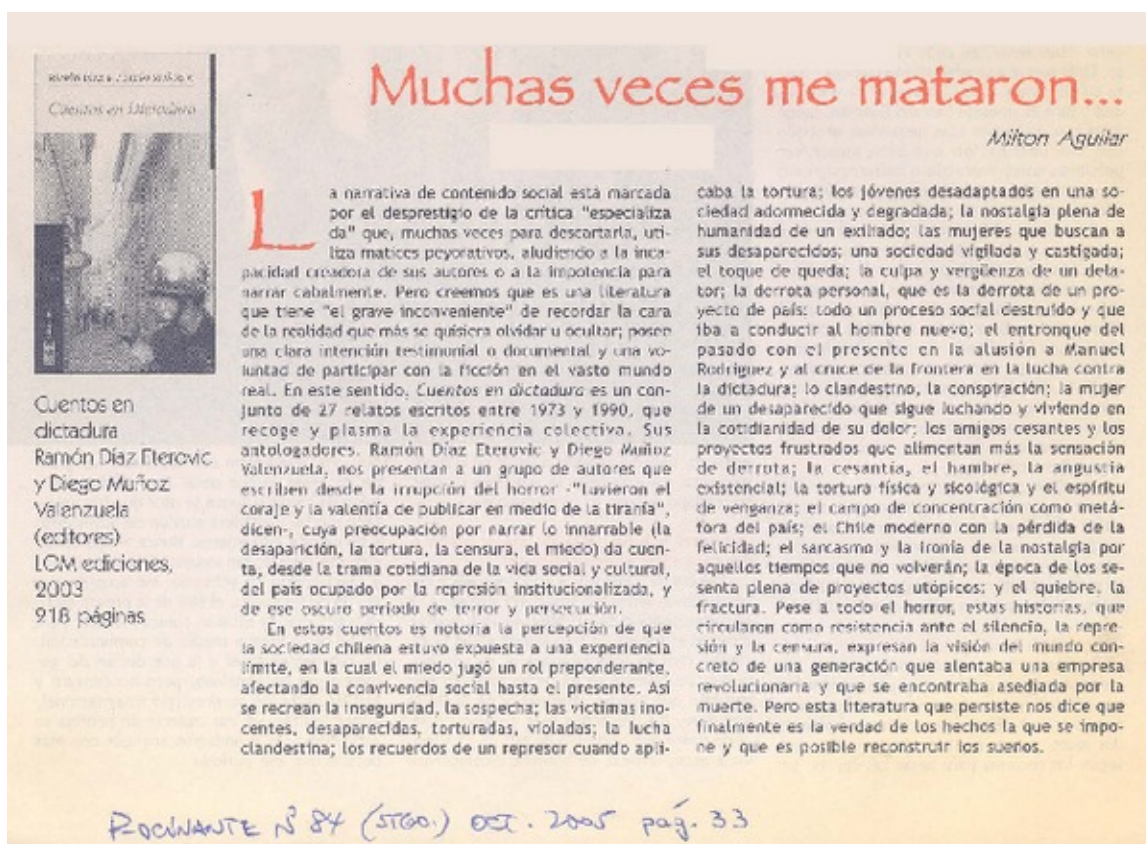 Cuentos en Dictadura
Muchas veces me mataron...
Milton Aguilar
La narrativa de contenido social está marcada
por el desprestigio de la crítica "especializa
da" que, muchas veces para descartarla, uti-
liza matices peyorativos, aludiendo a la inca-
pacidad creadora de sus autores o a la impotencia para
narrar cabalmente. Pero creemos que es una literatura
que tiene "el grave inconveniente" de recordar la cara
de la realidad que más se quisiera olvidar u ocultar; posee
una clara intención testimonial o documental y una vo-
luntad de participar con la ficción en el vasto mundo
real. En este sentido, Cuentos en dictadura es un con-
junto de 27 relatos escritos entre 1973 y 1990, que
recoge y plasma la experiencia colectiva. Sus
antologadores, Ramón Díaz Eterovic y Diego Muñoz
Valenzuela, nos presentan a un grupo de autores que
escriben desde la irrupción del horror -"tuvieron el
coraje y la valentía de publicar en medio de la tiranía",
dicen-, cuya preocupación por narrar lo innarrable (la
desaparición, la tortura, la censura, el miedo) da cuen-
ta, desde la trama cotidiana de la vida social y cultural,
del país ocupado por la represión institucionalizada, y
de ese oscuro período de terror y persecución.
En estos cuentos es notoria la percepción de que
la sociedad chilena estuvo expuesta a una experiencia
límite, en la cual el miedo jugó un rol preponderante,
afectando la convivencia social hasta el presente. Así
se recrean la inseguridad, la sospecha; las víctimas ino-
centes, desaparecidas, torturadas, violadas; la lucha
clandestina; los recuerdos de un represor cuando apli-
caba la tortura; los jóvenes desadaptados en una so-
ciedad adormecida y degradada; la nostalgia plena de
humanidad de un exiliado; las mujeres que buscan a
sus desaparecidos; una sociedad vigilada y castigada;
el toque de queda; la culpa y vergüenza de un dela-
tor; la derrota personal, que es la derrota de un pro-
yecto de país: todo un proceso social destruido y que
iba a conducir al hombre nuevo; el entronque del
pasado con el presente en la alusión a Manuel
Rodríguez y al cruce de la frontera en la lucha contra
la dictadura; lo clandestino, la conspiración; la mujer
de un desaparecido que sigue luchando y viviendo en
la cotidianidad de su dolor; los amigos cesantes y los
proyectos frustrados que alimentan más la sensación
de derrota; la cesantía, el hambre, la angustia
existencial; la tortura física y sicológica y el espíritu
de venganza; el campo de concentración como metá-
fora del país; el Chile moderno con la pérdida de la
felicidad; el sarcasmo y la ironía de la nostalgia por
aquellos tiempos que no volverán; la época de los se-
senta plena de proyectos utópicos; y el quiebre, la
fractura. Pese a todo el horror, estas historias, que
circularon como resistencia ante el silencio, la repre-
sión y la censura, expresan la visión del mundo con-
creto de una generación que alentaba una empresa
revolucionaria y que se encontraba asediada por la
muerte. Pero esta literatura que persiste nos dice que
finalmente es la verdad de los hechos la que se impo-
ne y que es posible reconstruir los sueños.
Cuentos en
dictadura
Ramón Díaz Eterovic
y Diego Muñoz
Valenzuela
(editores)
LOM ediciones,
2003
218 páginas
ROCINANTE N° 84 (STGO.) OCT. 2005 pág. 33